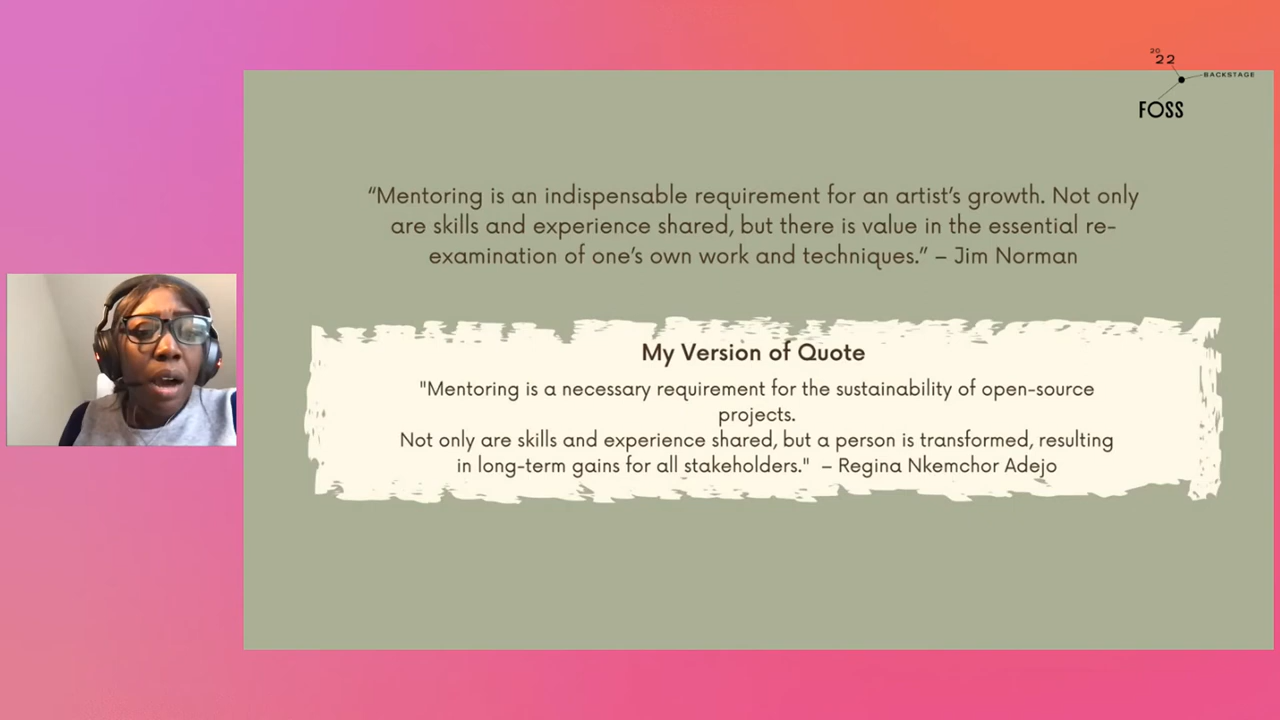 20
22
BACKSTAGE
FOSS
“Mentoring is an indispensable requirement for an artist’s growth. Not only
are skills and experience shared, but there is value in the essential re-
examination of one’s own work and techniques.” – Jim Norman
My Version of Quote
"Mentoring is a necessary requirement for the sustainability of open-source
projects.
Not only are skills and experience shared, but a person is transformed, resulting
in long-term gains for all stakeholders." – Regina Nkemchor Adejo